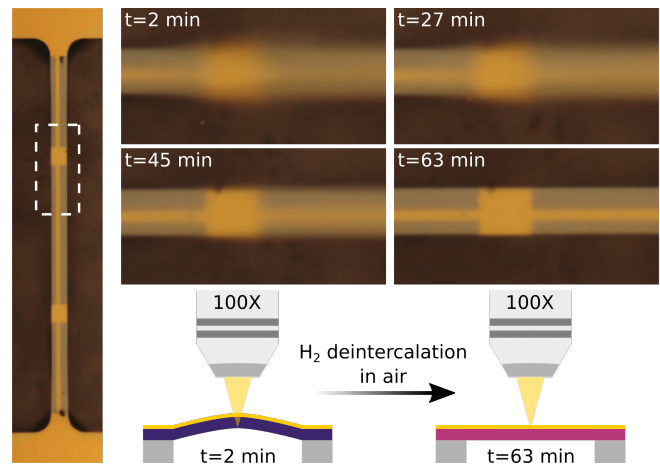 t=2 min
t=27 min
t=45 min
t=63 min
100X
100X
H₂ deintercalation
in air
t=2 min
t=63 min